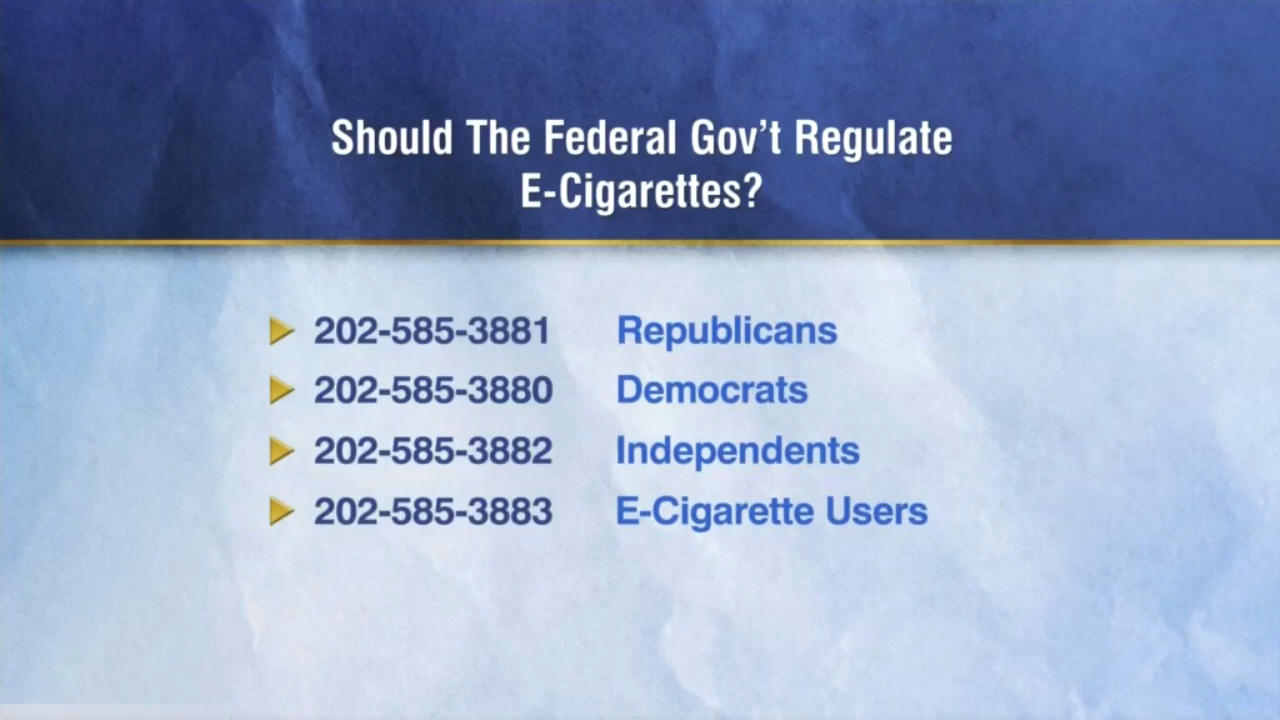 Should The Federal Gov't Regulate
E-Cigarettes?
202-585-3881 Republicans
202-585-3880 Democrats
202-585-3882 Independents
202-585-3883 E-Cigarette Users